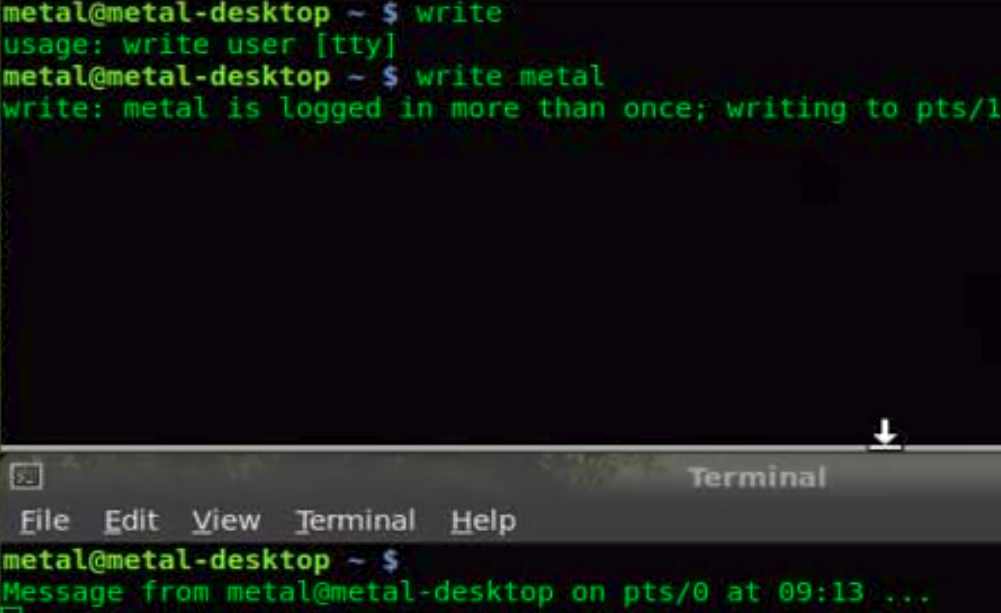 metal@metal-desktop ~ $ write
usage: write user [tty]
metal@metal-desktop ~ $ write metal
write: metal is logged in more than once; writing to pts/1
Terminal
File Edit View Terminal Help
metal@metal-desktop ~ $
Message from metal@metal-desktop on pts/0 at 09:13 ...